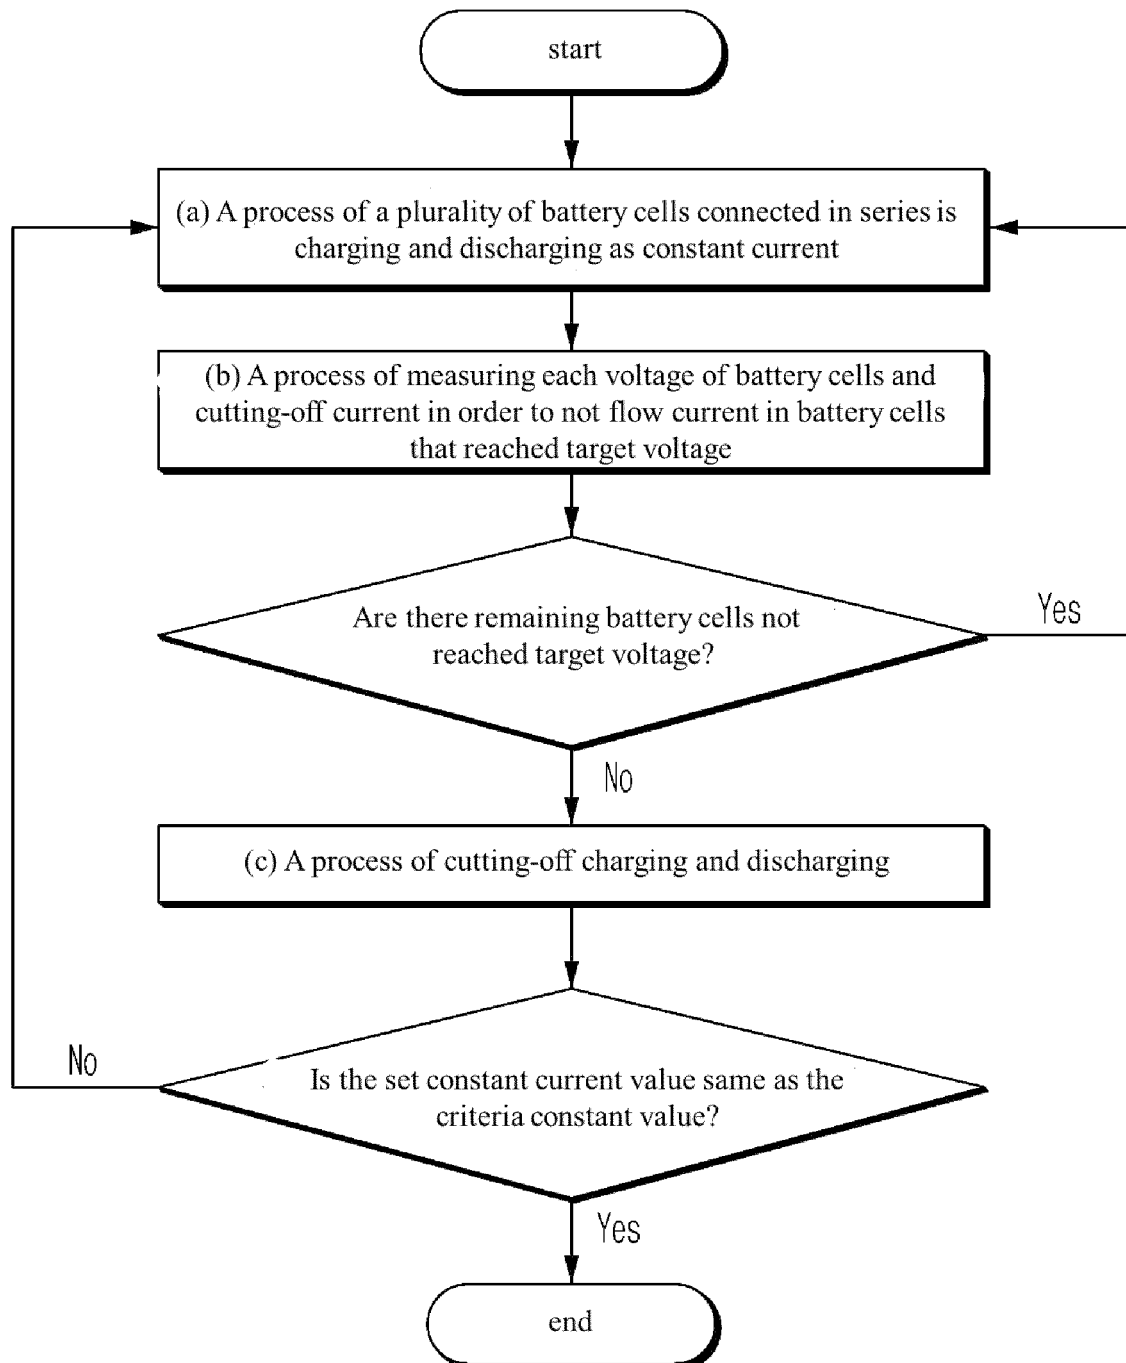 start
(a) A process of a plurality of battery cells connected in series is
charging and discharging as constant current
(b) A process of measuring each voltage of battery cells and
cutting-off current in order to not flow current in battery cells
that reached target voltage
Are there remaining battery cells not
reached target voltage?
Yes
No
(c) A process of cutting-off charging and discharging
No
Is the set constant current value same as the
criteria constant value?
Yes
end